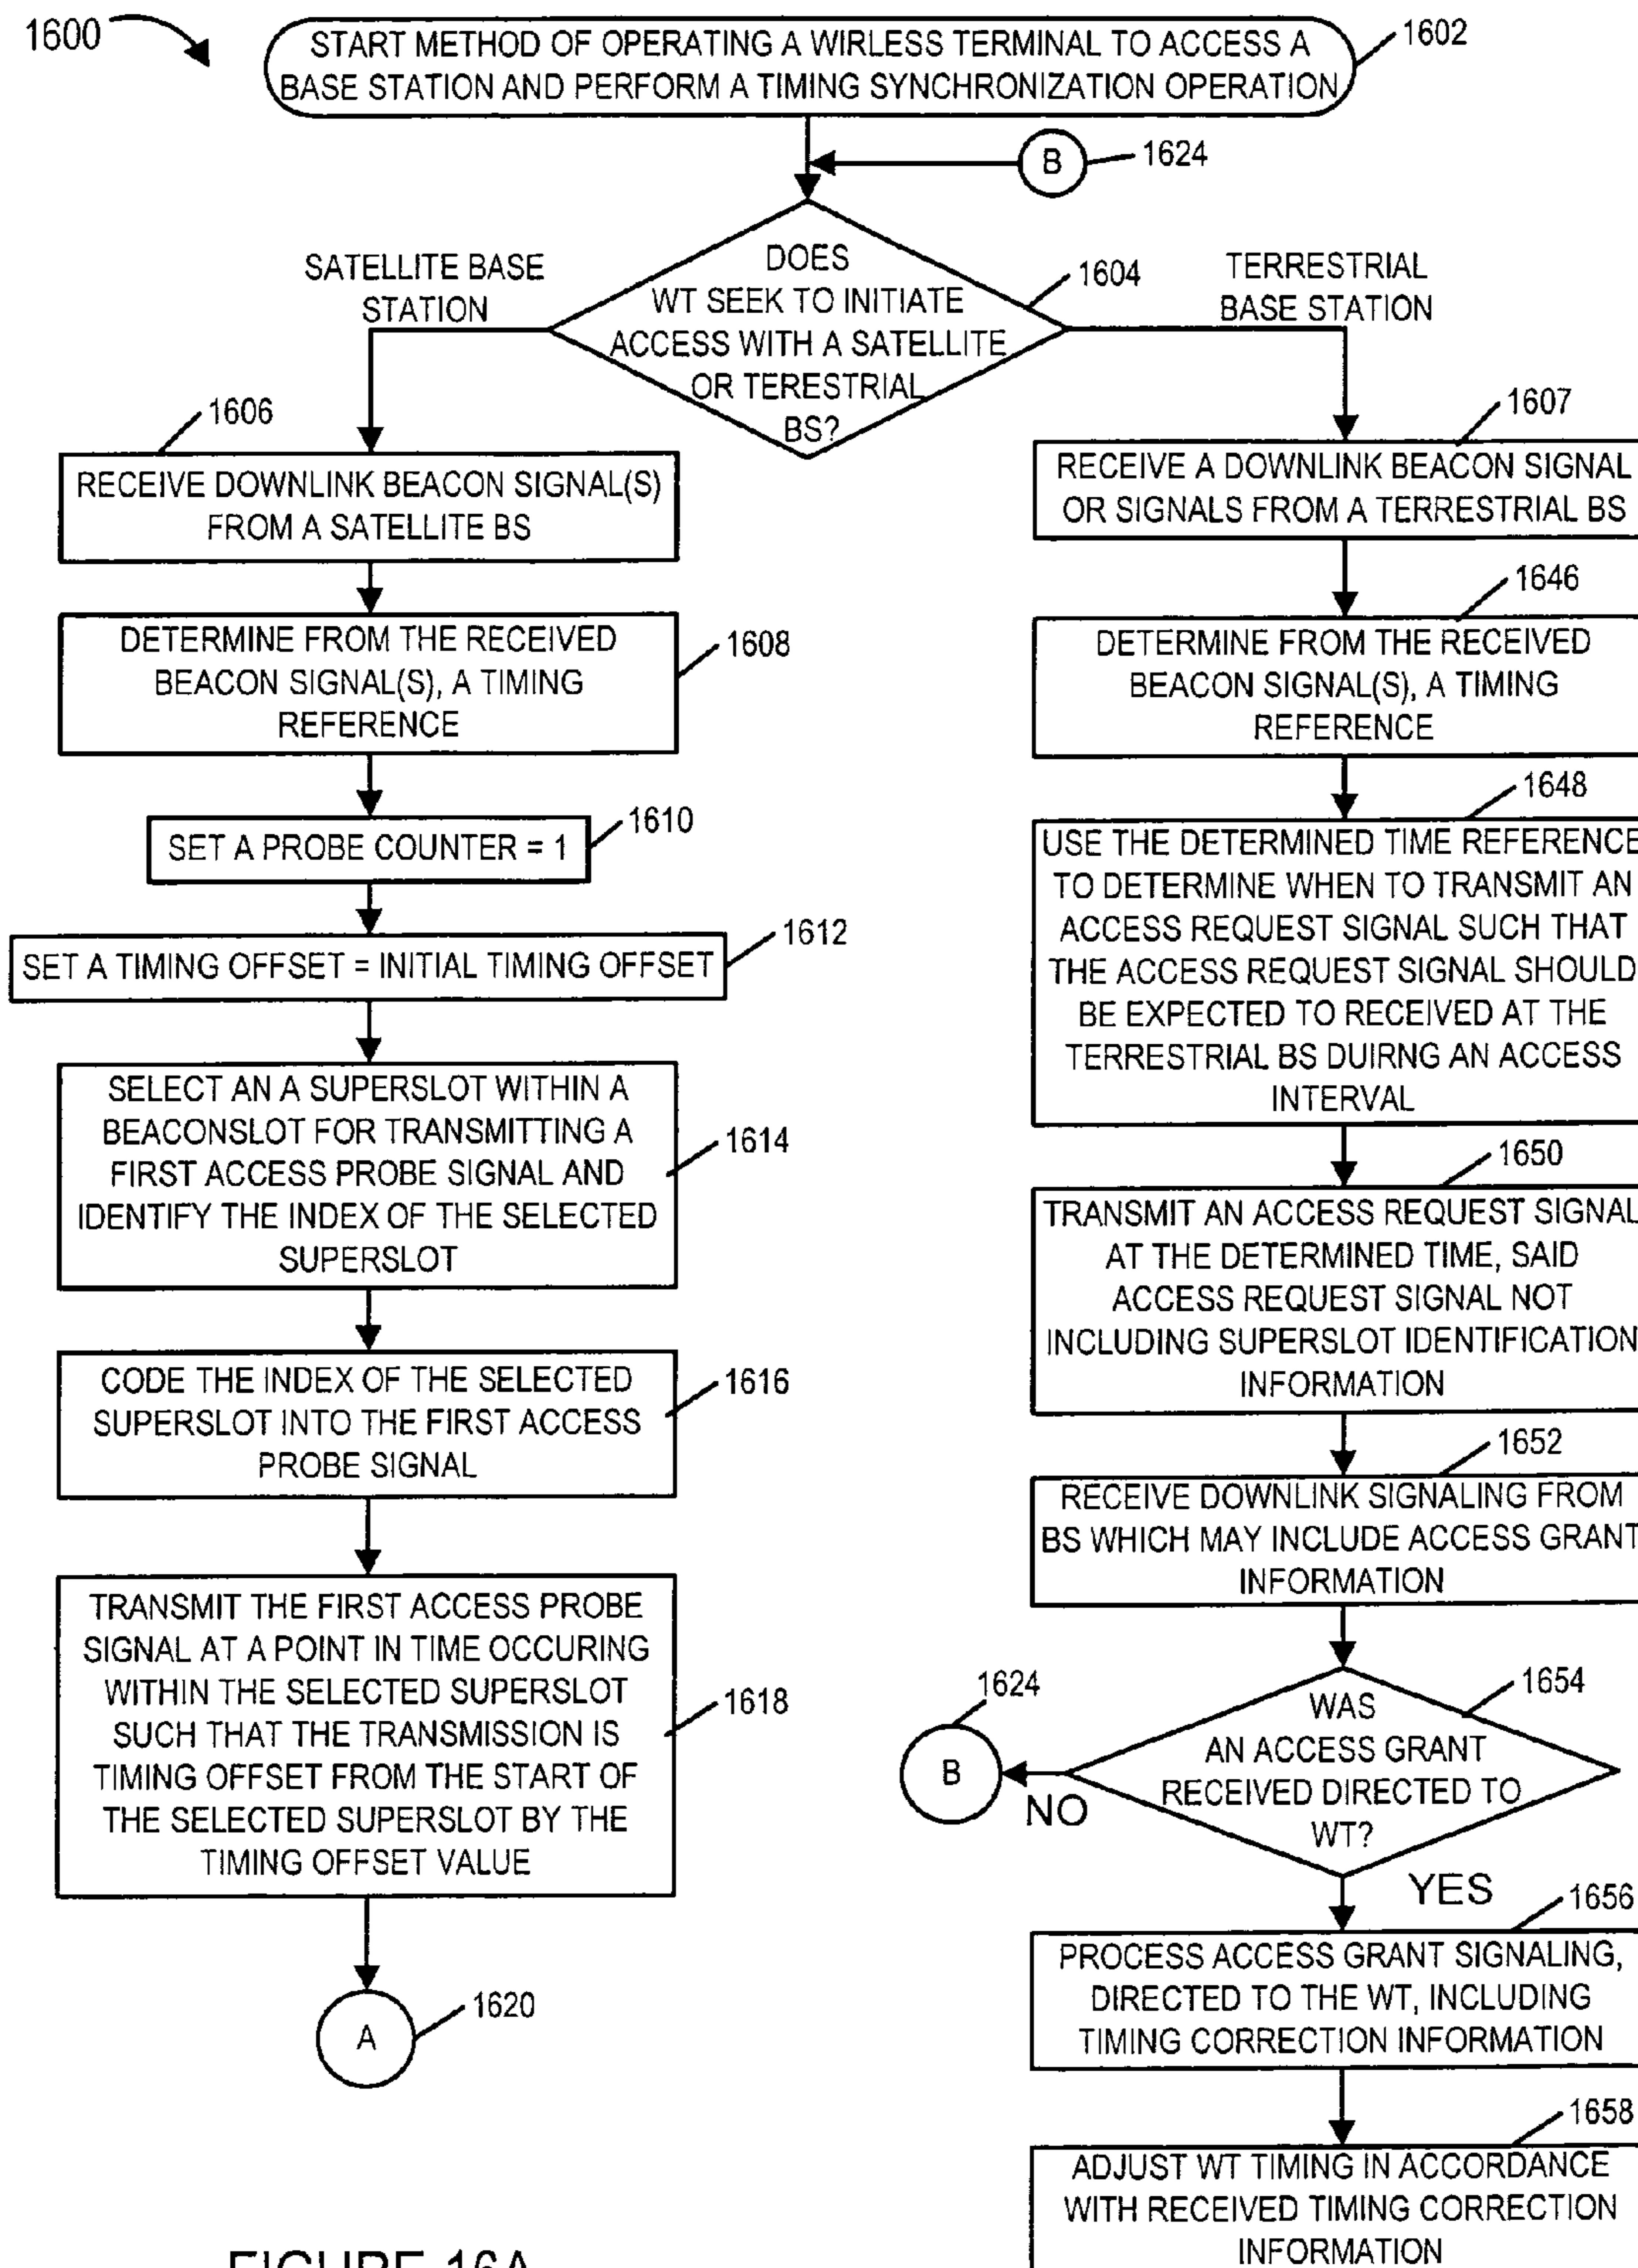 1600
START METHOD OF OPERATING A WIRLESS TERMINAL TO ACCESS A
BASE STATION AND PERFORM A TIMING SYNCHRONIZATION OPERATION
1602
B
1624
DOES
WT SEEK TO INITIATE
ACCESS WITH A SATELLITE
OR TERESTRIAL
BS?
1604
SATELLITE BASE
STATION
TERRESTRIAL
BASE STATION
1606
RECEIVE DOWNLINK BEACON SIGNAL(S)
FROM A SATELLITE BS
DETERMINE FROM THE RECEIVED
BEACON SIGNAL(S), A TIMING
REFERENCE
1608
SET A PROBE COUNTER = 1
1610
SET A TIMING OFFSET = INITIAL TIMING OFFSET
1612
SELECT AN A SUPERSLOT WITHIN A
BEACONSLOT FOR TRANSMITTING A
FIRST ACCESS PROBE SIGNAL AND
IDENTIFY THE INDEX OF THE SELECTED
SUPERSLOT
1614
CODE THE INDEX OF THE SELECTED
SUPERSLOT INTO THE FIRST ACCESS
PROBE SIGNAL
1616
TRANSMIT THE FIRST ACCESS PROBE
SIGNAL AT A POINT IN TIME OCCURING
WITHIN THE SELECTED SUPERSLOT
SUCH THAT THE TRANSMISSION IS
TIMING OFFSET FROM THE START OF
THE SELECTED SUPERSLOT BY THE
TIMING OFFSET VALUE
1618
A
1620
1607
RECEIVE A DOWNLINK BEACON SIGNAL
OR SIGNALS FROM A TERRESTRIAL BS
1646
DETERMINE FROM THE RECEIVED
BEACON SIGNAL(S), A TIMING
REFERENCE
1648
USE THE DETERMINED TIME REFERENCE
TO DETERMINE WHEN TO TRANSMIT AN
ACCESS REQUEST SIGNAL SUCH THAT
THE ACCESS REQUEST SIGNAL SHOULD
BE EXPECTED TO RECEIVED AT THE
TERRESTRIAL BS DUIRNG AN ACCESS
INTERVAL
1650
TRANSMIT AN ACCESS REQUEST SIGNAL
AT THE DETERMINED TIME, SAID
ACCESS REQUEST SIGNAL NOT
INCLUDING SUPERSLOT IDENTIFICATION
INFORMATION
1652
RECEIVE DOWNLINK SIGNALING FROM
BS WHICH MAY INCLUDE ACCESS GRANT
INFORMATION
1654
WAS
AN ACCESS GRANT
RECEIVED DIRECTED TO
WT?
1624
B
NO
YES
1656
PROCESS ACCESS GRANT SIGNALING,
DIRECTED TO THE WT, INCLUDING
TIMING CORRECTION INFORMATION
1658
ADJUST WT TIMING IN ACCORDANCE
WITH RECEIVED TIMING CORRECTION
INFORMATION
FIGURE 16A